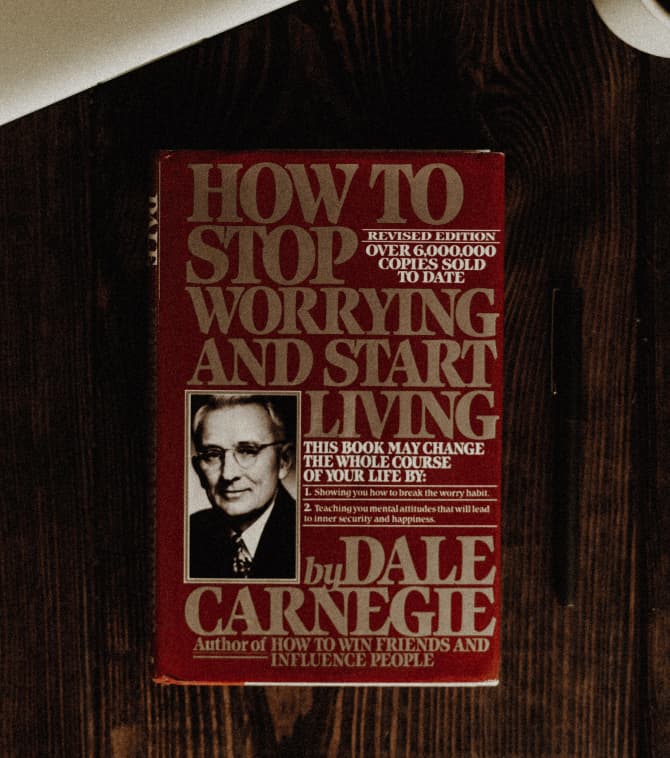 HOW TO
STOP
REVISED EDITION
OVER 6,000,000
COPIES SOLD
TO DATE
WORRYING
AND START
LIVING
THIS BOOK MAY CHANGE
THE WHOLE COURSE
OF YOUR LIFE BY:
1. Showing you how to break the worry habit.
2. Teaching you mental attitudes that will lead
to inner security and happiness.
by DALE
CARNEGIE
Author of HOW TO WIN FRIENDS AND
INFLUENCE PEOPLE